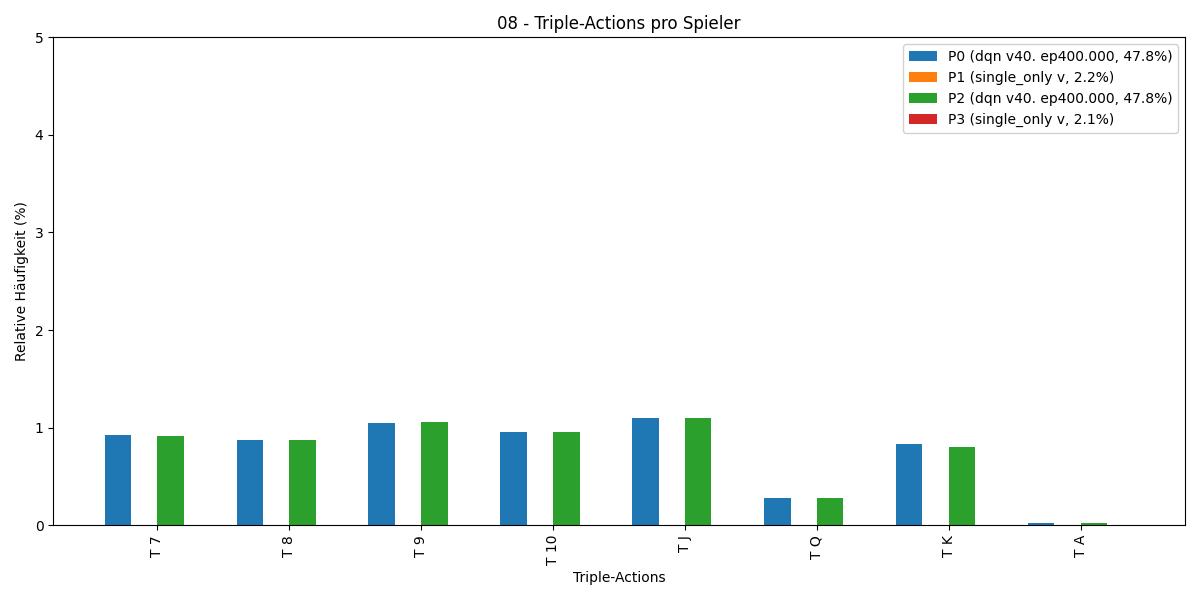 08 - Triple-Actions pro Spieler
P0 (dqn v40. ep400.000, 47.8%)
P1 (single_only v, 2.2%)
P2 (dqn v40. ep400.000, 47.8%)
P3 (single_only v, 2.1%)
Relative Häufigkeit (%)
5
4
3
2
1
0
T 7
T 8
T 9
T 10
T J
T Q
T K
T A
Triple-Actions